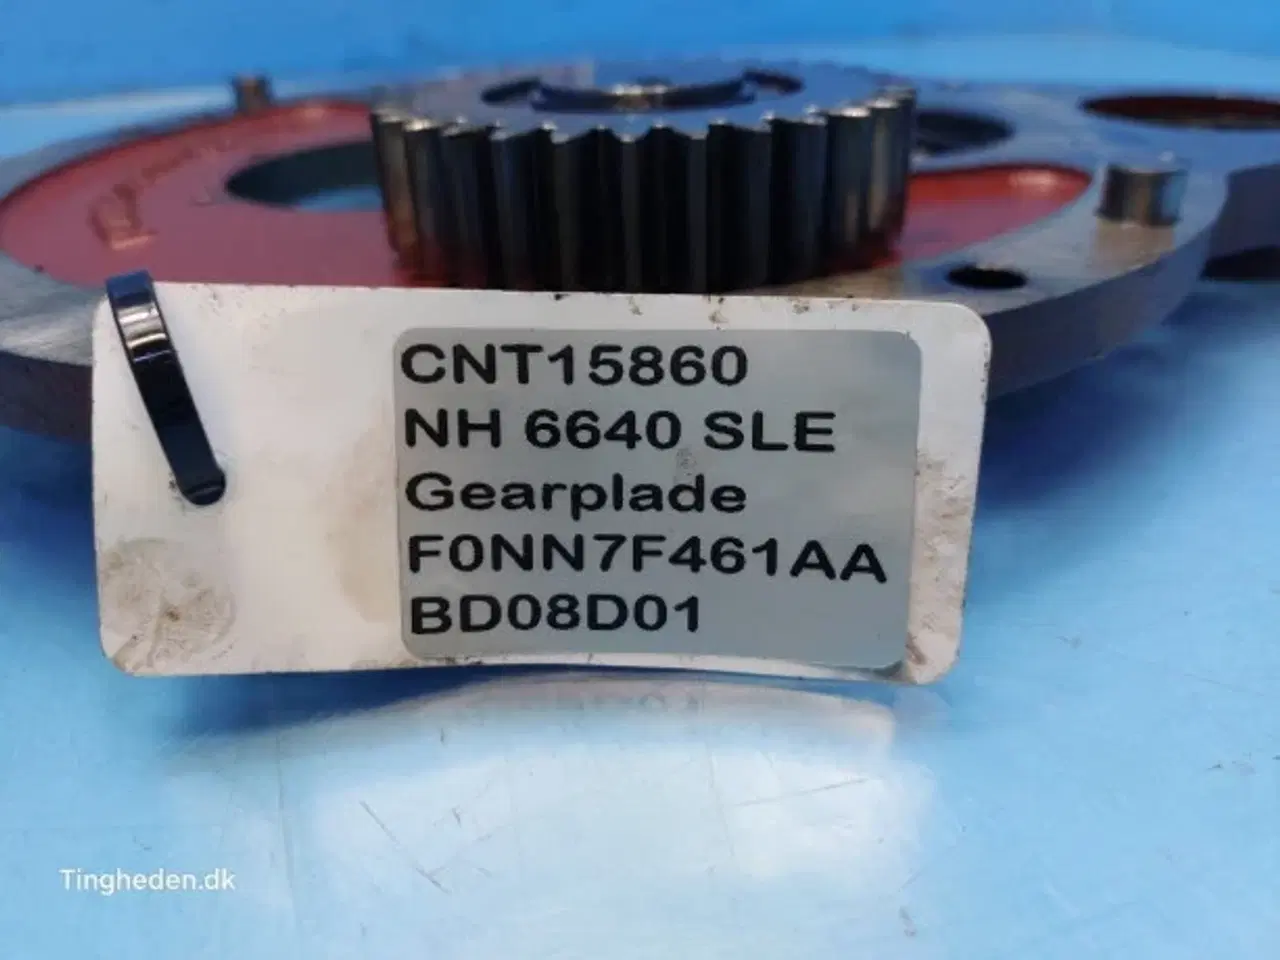 CNT15860
NH 6640 SLE
Gearplade
F0NN7F461AA
BD08D01
Tingheden.dk